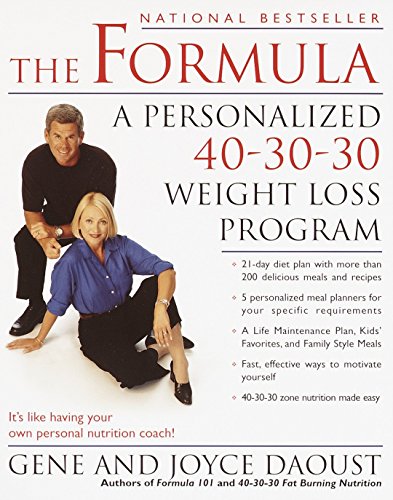 NATIONAL BESTSELLER
THE FORMULA
A PERSONALIZED
40-30-30
WEIGHT LOSS
PROGRAM
21-day diet plan with more than
200 delicious meals and recipes
5 personalized meal planners for
your specific requirements
A Life Maintenance Plan, Kids'
Favorites, and Family Style Meals
Fast, effective ways to motivate
yourself
40-30-30 zone nutrition made easy
It's like having your
own personal nutrition coach!
GENE AND JOYCE DAOUST
Authors of Formula 101 and 40-30-30 Fat Burning Nutrition